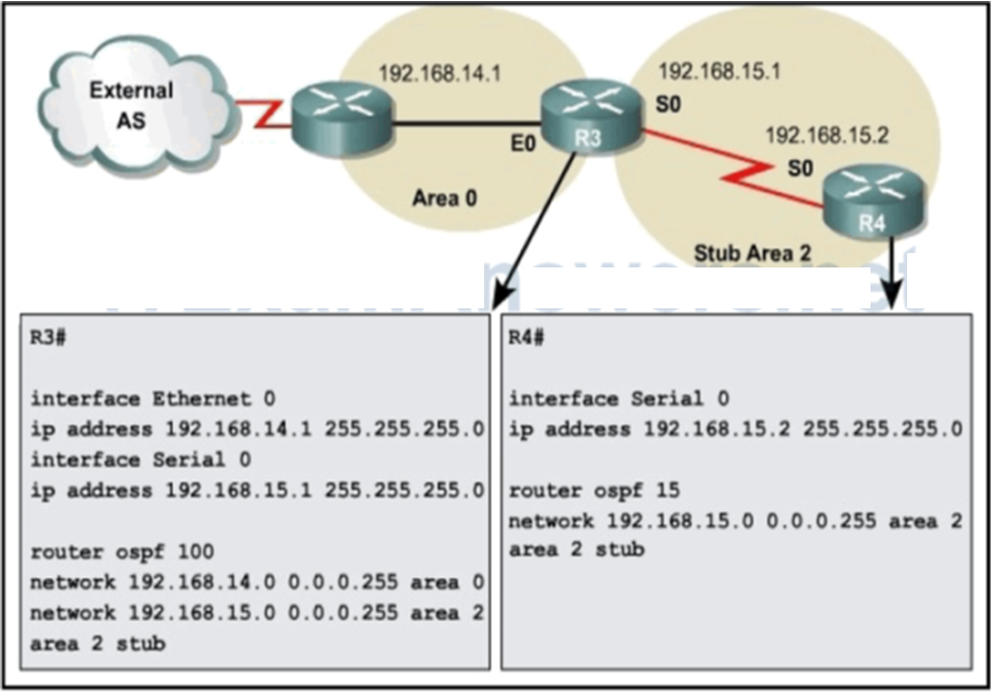 External
AS
192.168.14.1
E0
R3
Area 0
192.168.15.1
S0
192.168.15.2
S0
R4
Stub Area 2
R3#
interface Ethernet 0
ip address 192.168.14.1 255.255.255.0
interface Serial 0
ip address 192.168.15.1 255.255.255.0
router ospf 100
network 192.168.14.0 0.0.0.255 area 0
network 192.168.15.0 0.0.0.255 area 2
area 2 stub
R4#
interface Serial 0
ip address 192.168.15.2 255.255.255.0
router ospf 15
network 192.168.15.0 0.0.0.255 area 2
area 2 stub